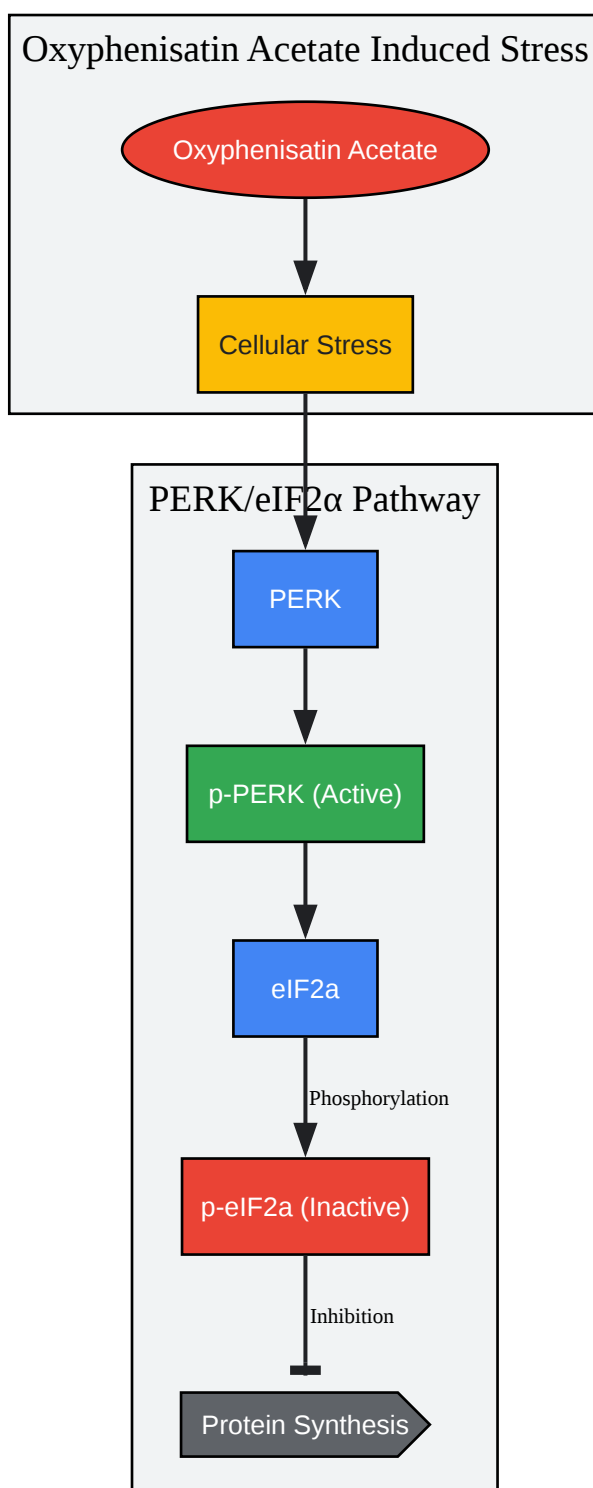 Oxyphenisatin Acetate Induced Stress
Oxyphenisatin Acetate
Cellular Stress
PERK/eIF2α Pathway
PERK
p-PERK (Active)
eIF2a
Phosphorylation
p-eIF2a (Inactive)
Inhibition
Protein Synthesis